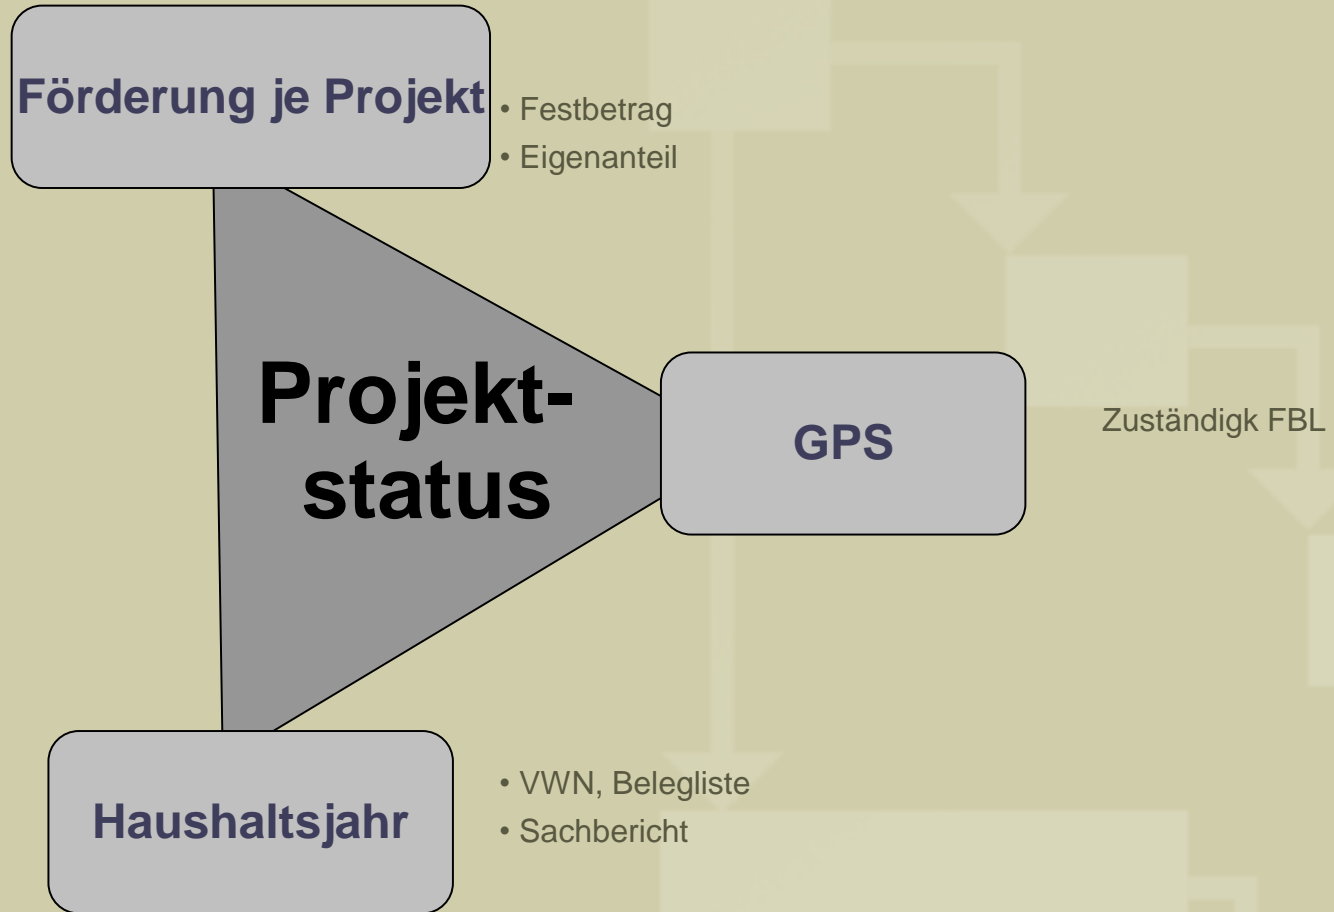 Förderung je Projekt
• Festbetrag
• Eigenanteil
Projekt-
status
GPS
Zuständigk FBL
Haushaltsjahr
• VWN, Belegliste
• Sachbericht